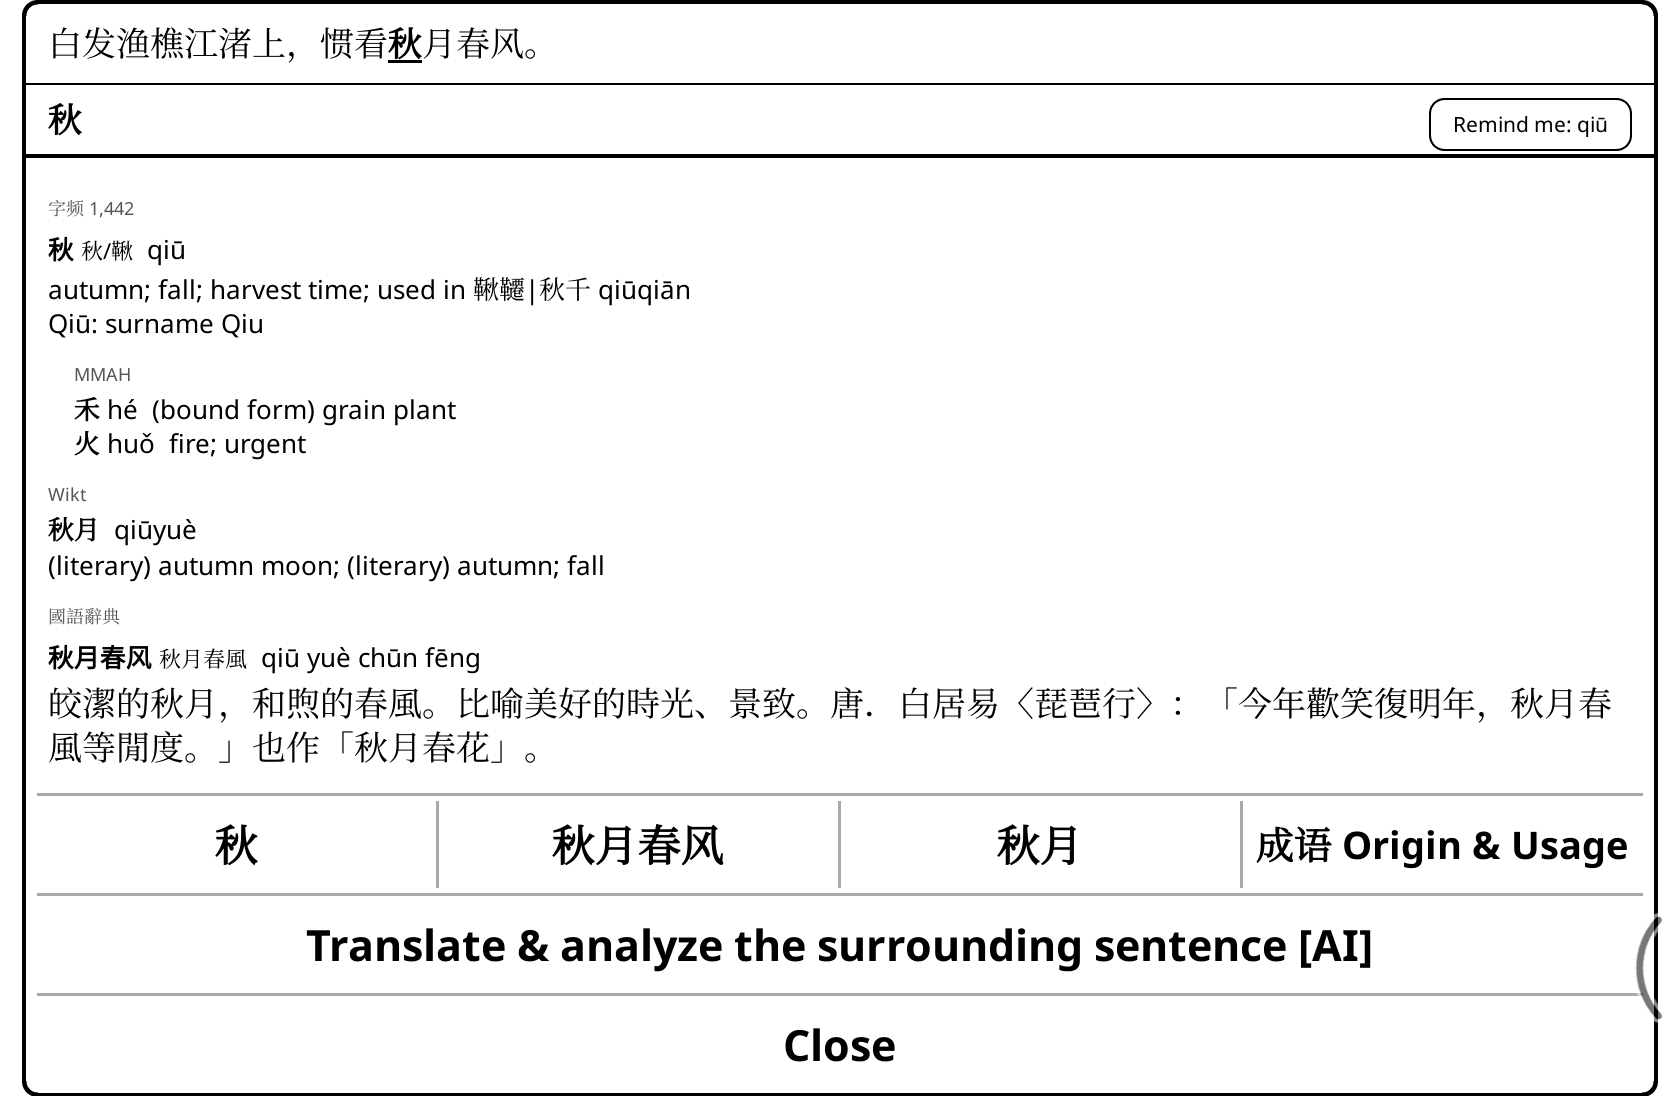 白发渔樵江渚上，惯看秋月春风。
秋
Remind me: qiū
字频 1,442
秋 秋/鞦 qiū
autumn; fall; harvest time; used in 鞦韆|秋千 qiūqiān
Qiū: surname Qiu
MMAH
禾 hé (bound form) grain plant
火 huǒ fire; urgent
Wikt
秋月 qiūyuè
(literary) autumn moon; (literary) autumn; fall
國語辭典
秋月春风 秋月春風 qiū yuè chūn fēng
皎潔的秋月，和煦的春風。比喻美好的時光、景致。唐．白居易〈琵琶行〉：「今年歡笑復明年，秋月春
風等閒度。」也作「秋月春花」。
秋
秋月春风
秋月
成语 Origin & Usage
Translate & analyze the surrounding sentence [AI]
Close